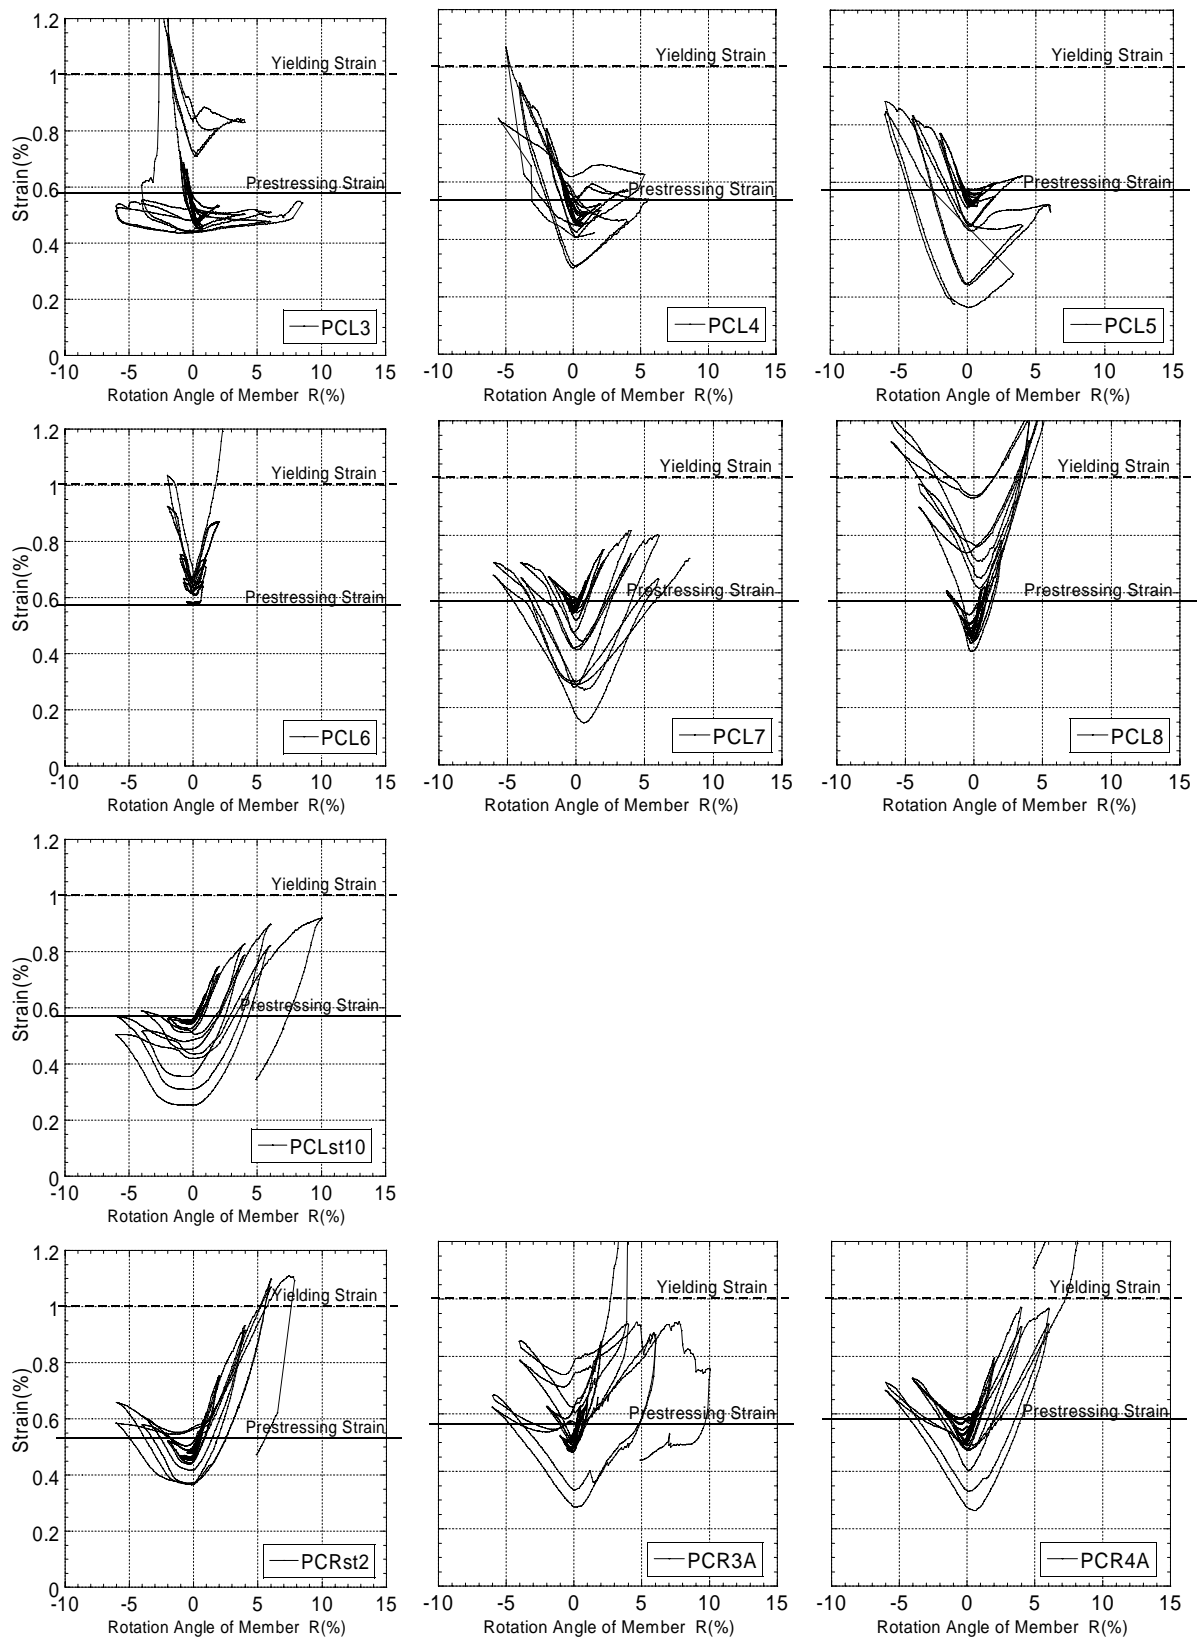 1.2
1
0.8
0.6
0.4
0.2
0
Strain(%)
Yielding Strain
Prestressing Strain
PCL3
-10 -5 0 5 10 15
Rotation Angle of Member R(%)
Yielding Strain
Prestressing Strain
PCL4
-10 -5 0 5 10 15
Rotation Angle of Member R(%)
Yielding Strain
Prestressing Strain
PCL5
-10 -5 0 5 10 15
Rotation Angle of Member R(%)
1.2
1
0.8
0.6
0.4
0.2
0
Strain(%)
Yielding Strain
Prestressing Strain
PCL6
-10 -5 0 5 10 15
Rotation Angle of Member R(%)
Yielding Strain
Prestressing Strain
PCL7
-10 -5 0 5 10 15
Rotation Angle of Member R(%)
Yielding Strain
Prestressing Strain
PCL8
-10 -5 0 5 10 15
Rotation Angle of Member R(%)
1.2
1
0.8
0.6
0.4
0.2
0
Strain(%)
Yielding Strain
Prestressing Strain
PCLst10
-10 -5 0 5 10 15
Rotation Angle of Member R(%)
1.2
1
0.8
0.6
0.4
0.2
0
Strain(%)
Yielding Strain
Prestressing Strain
PCRst2
-10 -5 0 5 10 15
Rotation Angle of Member R(%)
Yielding Strain
Prestressing Strain
PCR3A
-10 -5 0 5 10 15
Rotation Angle of Member R(%)
Yielding Strain
Prestressing Strain
PCR4A
-10 -5 0 5 10 15
Rotation Angle of Member R(%)